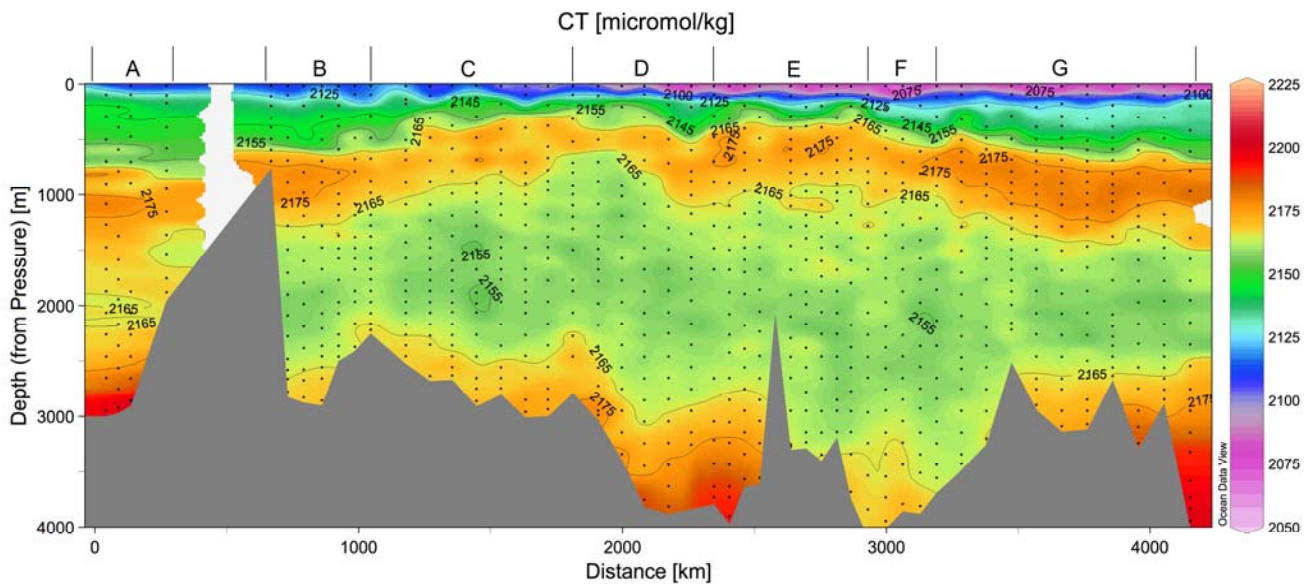 CT [micromol/kg]
A B C D E F G
0
1000
2000
3000
4000
Depth (from Pressure) [m]
2125 2145 2155 2100 2125 2075 2075 2100
2155 2165 2145 2165 2175 2165 2125 2145 2155
2175 2175 2165 2165 2175 2165 2175 2175
2155
2165 2155 2155
2165
2165 2165
2175 2175
0 1000 2000 3000 4000
Distance [km]
2225
2200
2175
2150
2125
2100
2075
2050
Ocean Data View